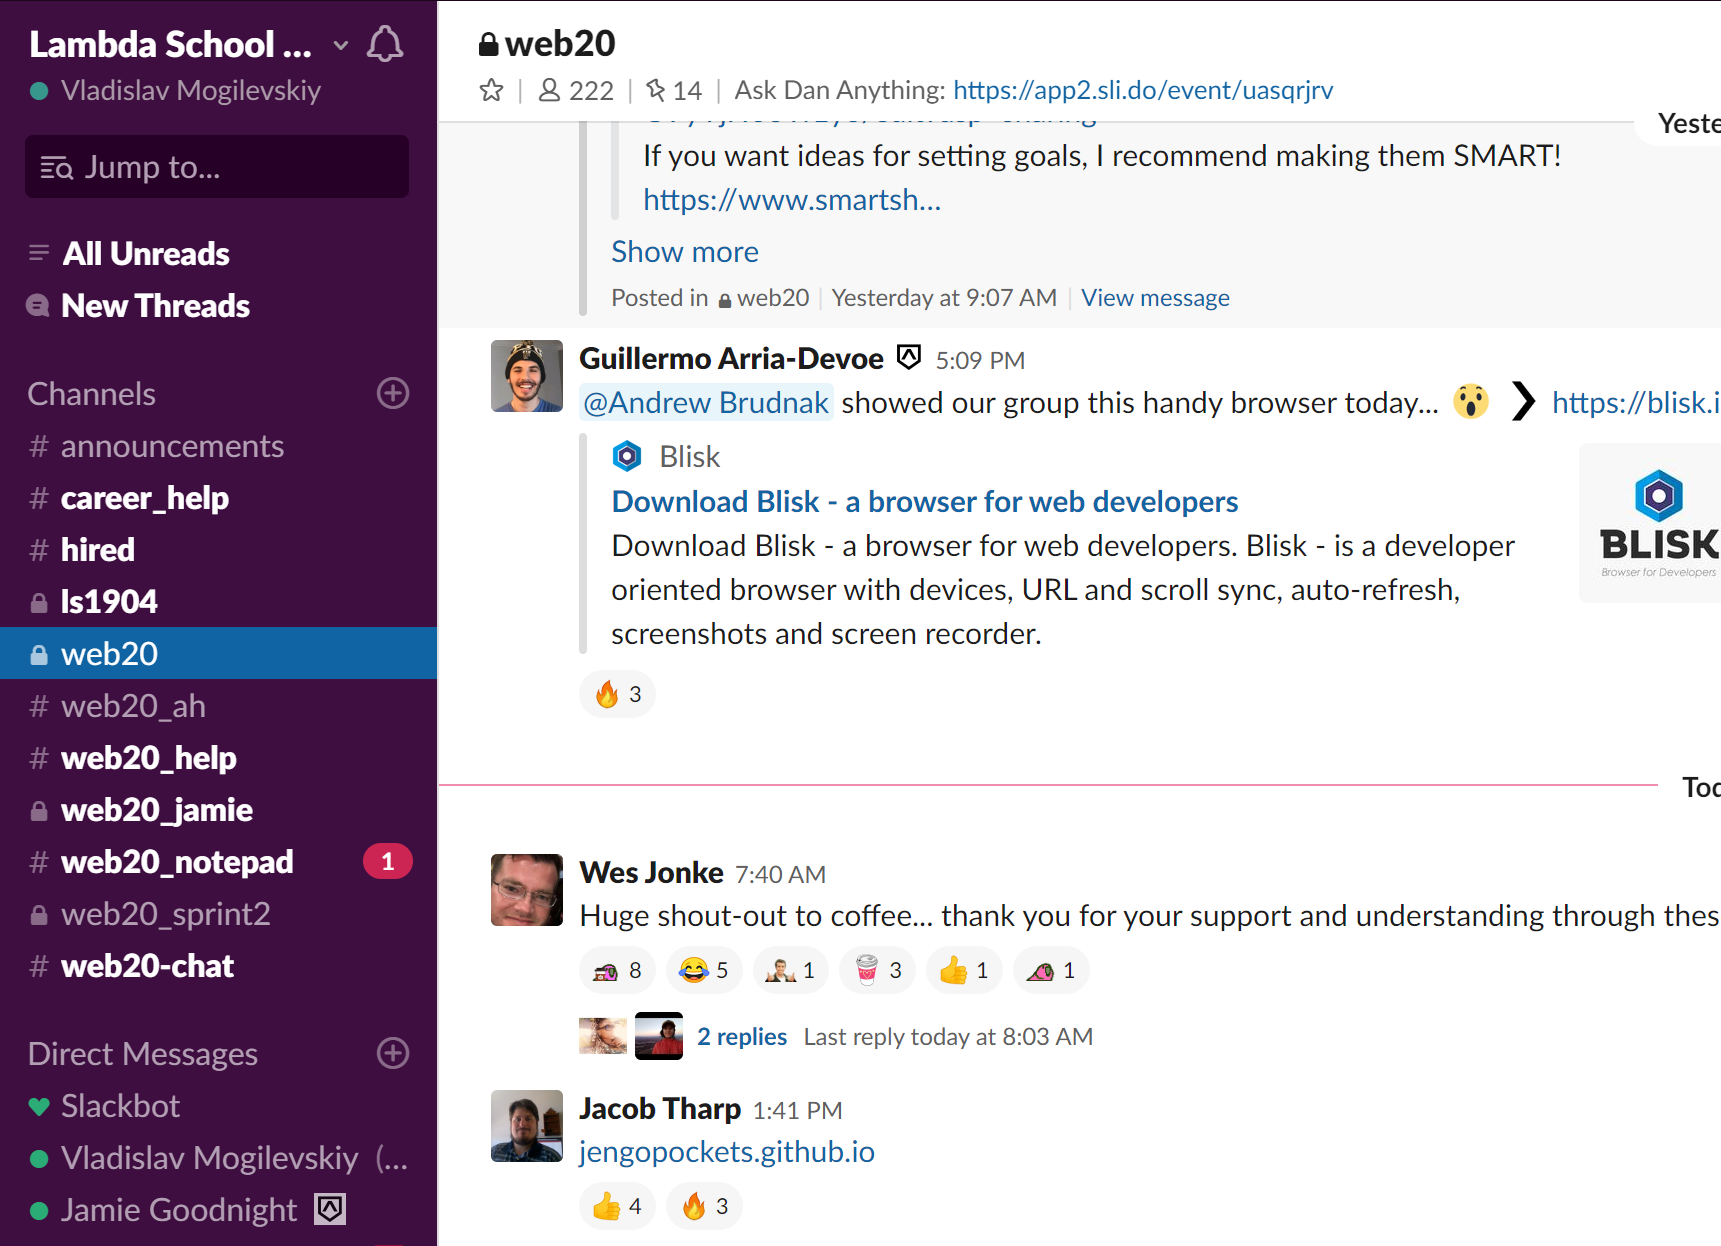 Lambda School ...
Vladislav Mogilevskiy
Jump to...
All Unreads
New Threads
Channels
# announcements
# career_help
# hired
ls1904
web20
# web20_ah
# web20_help
web20_jamie
# web20_notepad 1
web20_sprint2
# web20-chat
Direct Messages
Slackbot
Vladislav Mogilevskiy (...
Jamie Goodnight
web20
222 | 14 | Ask Dan Anything: https://app2.sli.do/event/uasqrjrv
If you want ideas for setting goals, I recommend making them SMART!
https://www.smartsh...
Show more
Posted in web20 | Yesterday at 9:07 AM | View message
Guillermo Arria-Devoe 5:09 PM
@Andrew Brudnak showed our group this handy browser today... https://blisk.i
Blisk
Download Blisk - a browser for web developers
Download Blisk - a browser for web developers. Blisk - is a developer
oriented browser with devices, URL and scroll sync, auto-refresh,
screenshots and screen recorder.
BLISK
Browser for Developers
3
Wes Jonke 7:40 AM
Huge shout-out to coffee... thank you for your support and understanding through thes
8 5 1 3 1 1
2 replies Last reply today at 8:03 AM
Jacob Tharp 1:41 PM
jengopockets.github.io
4 3